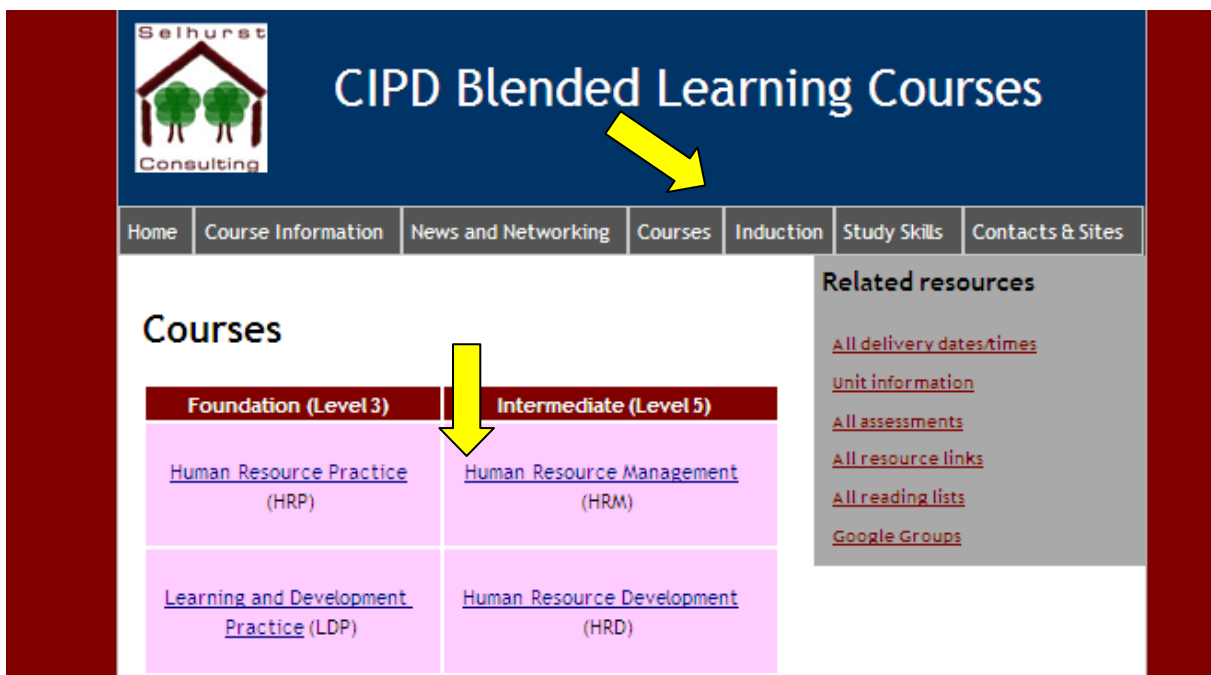 Selhurst
Consulting
CIPD Blended Learning Courses
Home Course Information News and Networking Courses Induction Study Skills Contacts & Sites
Courses
Foundation (Level 3) Intermediate (Level 5)
Human Resource Practice
(HRP)
Human Resource Management
(HRM)
Learning and Development
Practice (LDP)
Human Resource Development
(HRD)
Related resources
All delivery dates/times
Unit information
All assessments
All resource links
All reading lists
Google Groups